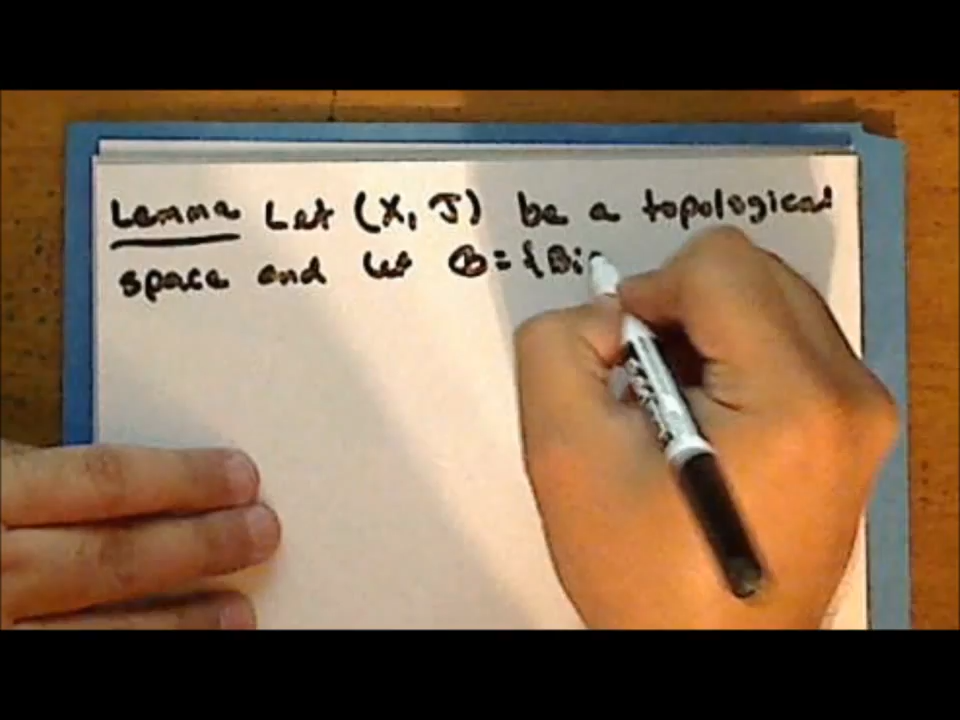 Lemma Let (X, J) be a topological
space and let B = {Bi